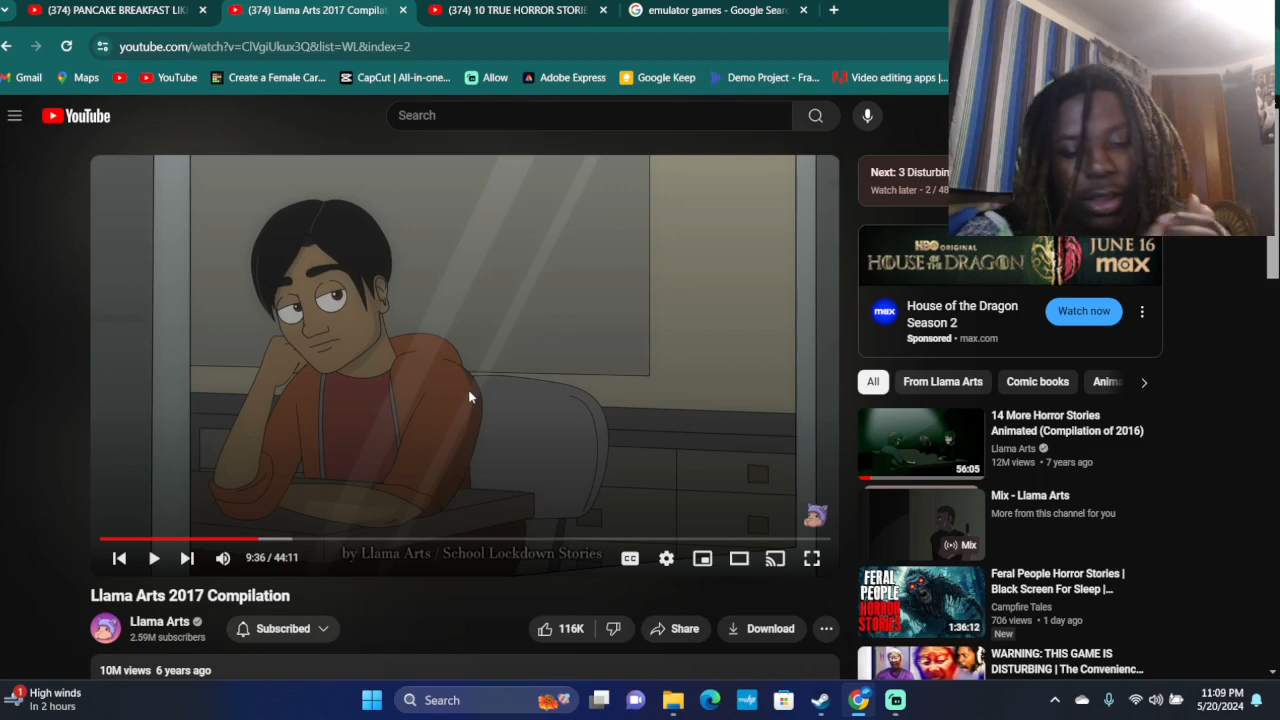 (374) PANCAKE BREAKFAST LIK
(374) Llama Arts 2017 Compilat
(374) 10 TRUE HORROR STORIE
emulator games - Google Searc
youtube.com/watch?v=ClVgiUkux3Q&list=WL&index=2
Gmail
Maps
YouTube
Create a Female Car...
CapCut | All-in-one...
Allow
Adobe Express
Google Keep
Demo Project - Fra...
Video editing apps |...
YouTube
Search
Next: 3 Disturbin
Watch later - 2 / 48
HBO ORIGINAL
HOUSE OF THE DRAGON
JUNE 16
max
max
House of the Dragon
Season 2
Sponsored • max.com
Watch now
All
From Llama Arts
Comic books
Anima
14 More Horror Stories
Animated (Compilation of 2016)
Llama Arts
12M views • 7 years ago
56:05
Mix - Llama Arts
More from this channel for you
Mix
by Llama Arts / School Lockdown Stories
9:36 / 44:11
CC
FERAL
PEOPLE
HORROR
STORIES
1:36:12
Feral People Horror Stories |
Black Screen For Sleep |...
Campfire Tales
706 views • 1 day ago
New
Llama Arts 2017 Compilation
Llama Arts
2.59M subscribers
Subscribed
116K
Share
Download
WARNING: THIS GAME IS
DISTURBING | The Convenienc...
10M views 6 years ago
1
High winds
In 2 hours
Search
11:09 PM
5/20/2024